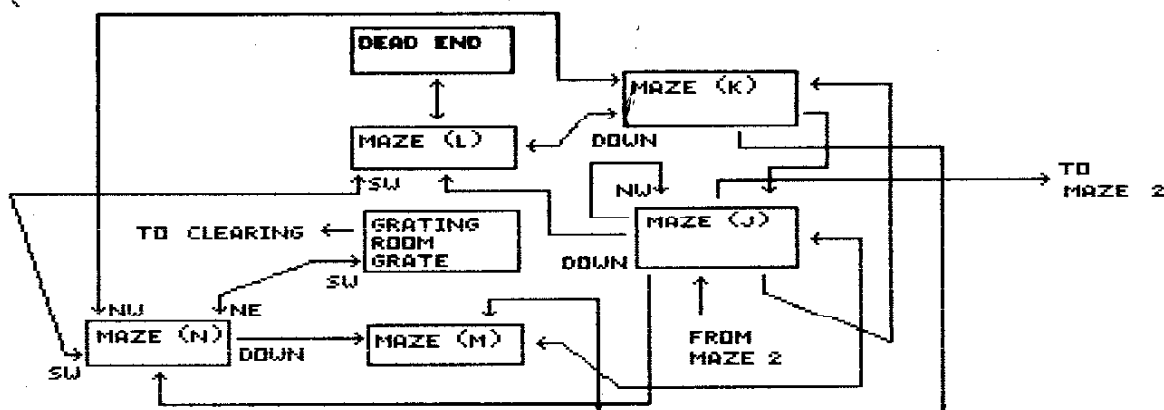 DEAD END
MAZE (K)
MAZE (L)
DOWN
TO
MAZE 2
SW
NW
MAZE (J)
TO CLEARING
GRATING
ROOM
GRATE
DOWN
SW
NW
NE
MAZE (N)
DOWN
MAZE (M)
FROM
MAZE 2
SW